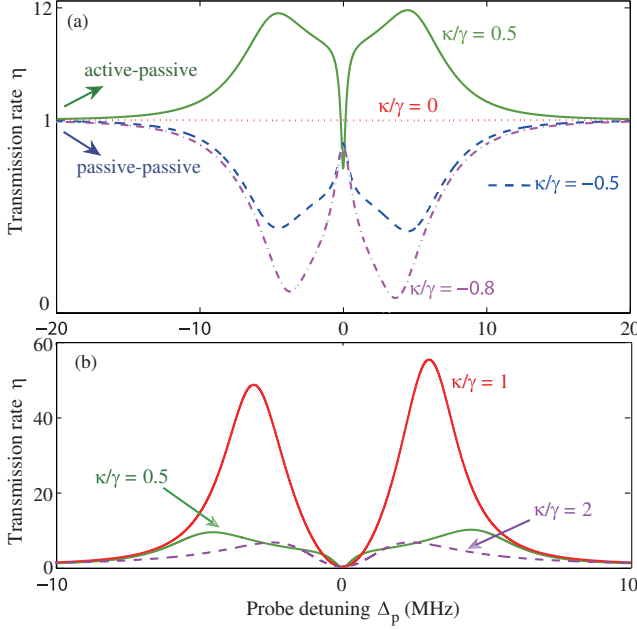 12
(a)
κ/γ = 0.5
active-passive
κ/γ = 0
1
passive-passive
κ/γ = −0.5
κ/γ = −0.8
0
Transmission rate η
−20
−10
0
10
20
60
(b)
κ/γ = 1
40
κ/γ = 0.5
κ/γ = 2
20
0
Transmission rate η
−10
0
10
Probe detuning Δp (MHz)